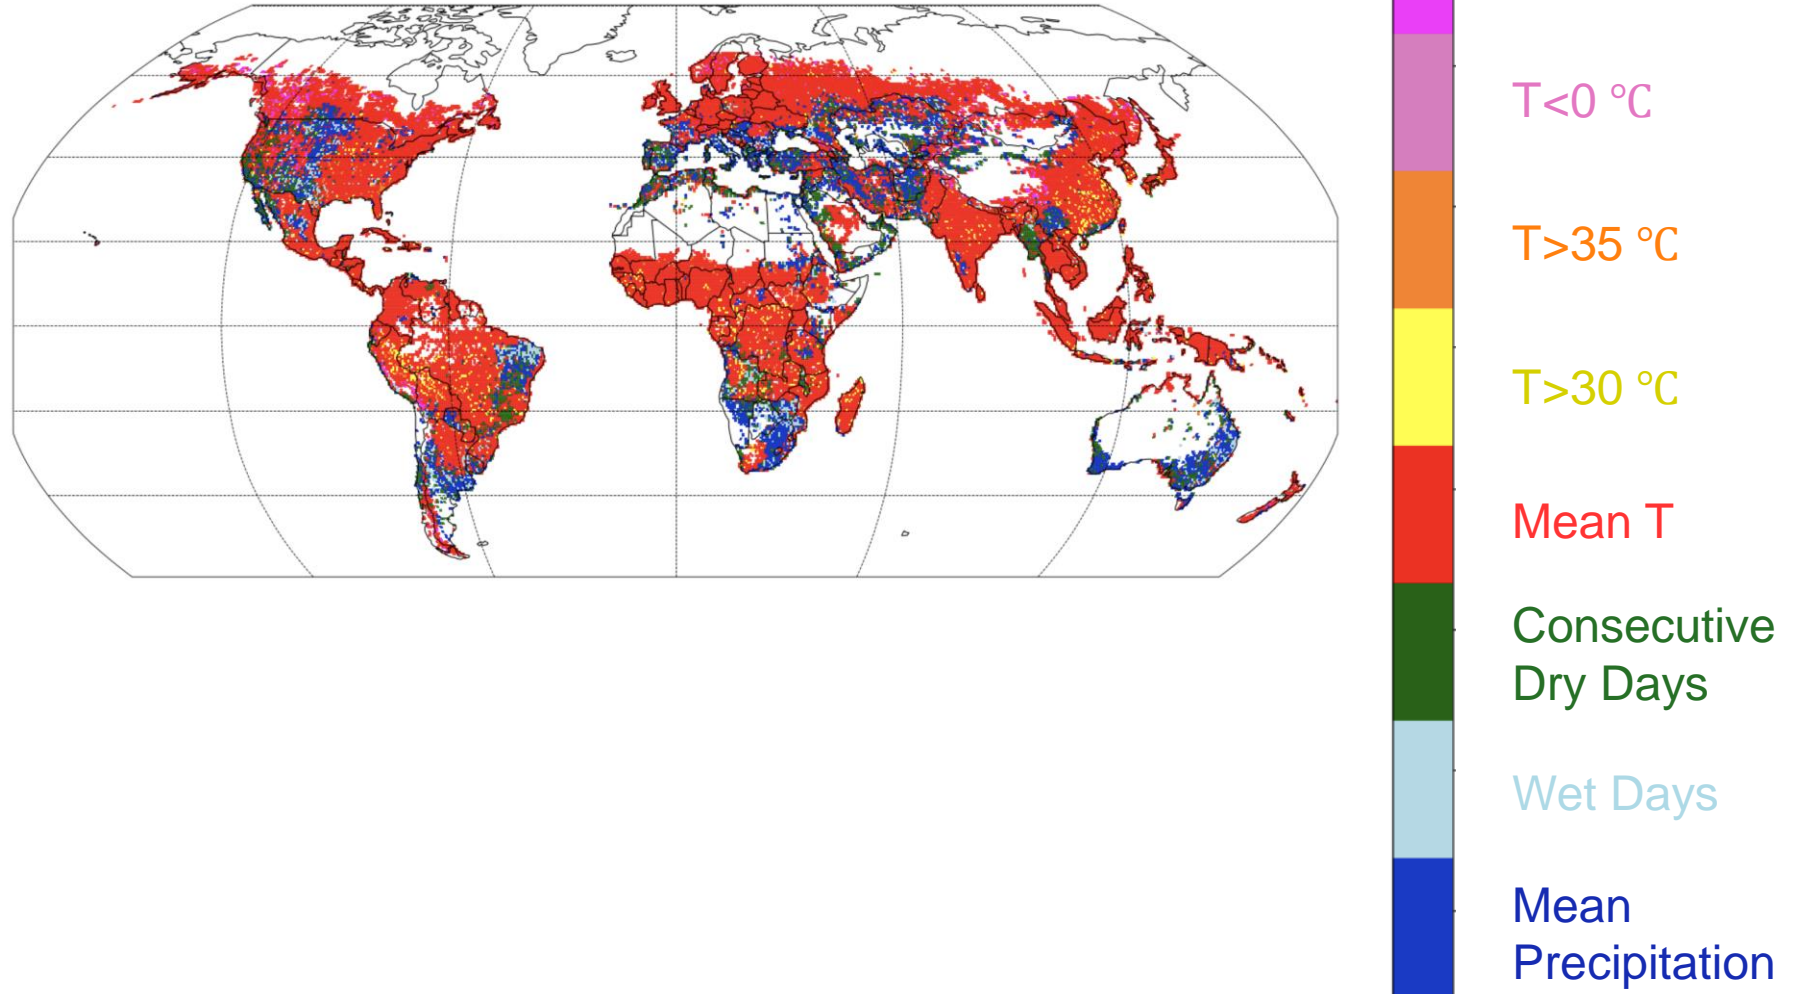 T<0 ℃
T>35 ℃
T>30 ℃
Mean T
Consecutive
Dry Days
Wet Days
Mean
Precipitation